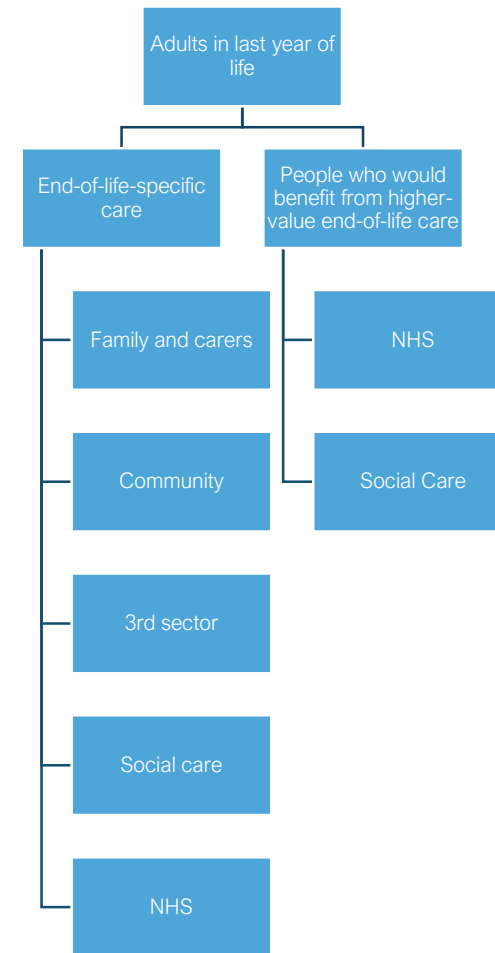 Adults in last year of
life
End-of-life-specific
care
People who would
benefit from higher-
value end-of-life care
Family and carers
NHS
Community
Social Care
3rd sector
Social care
NHS